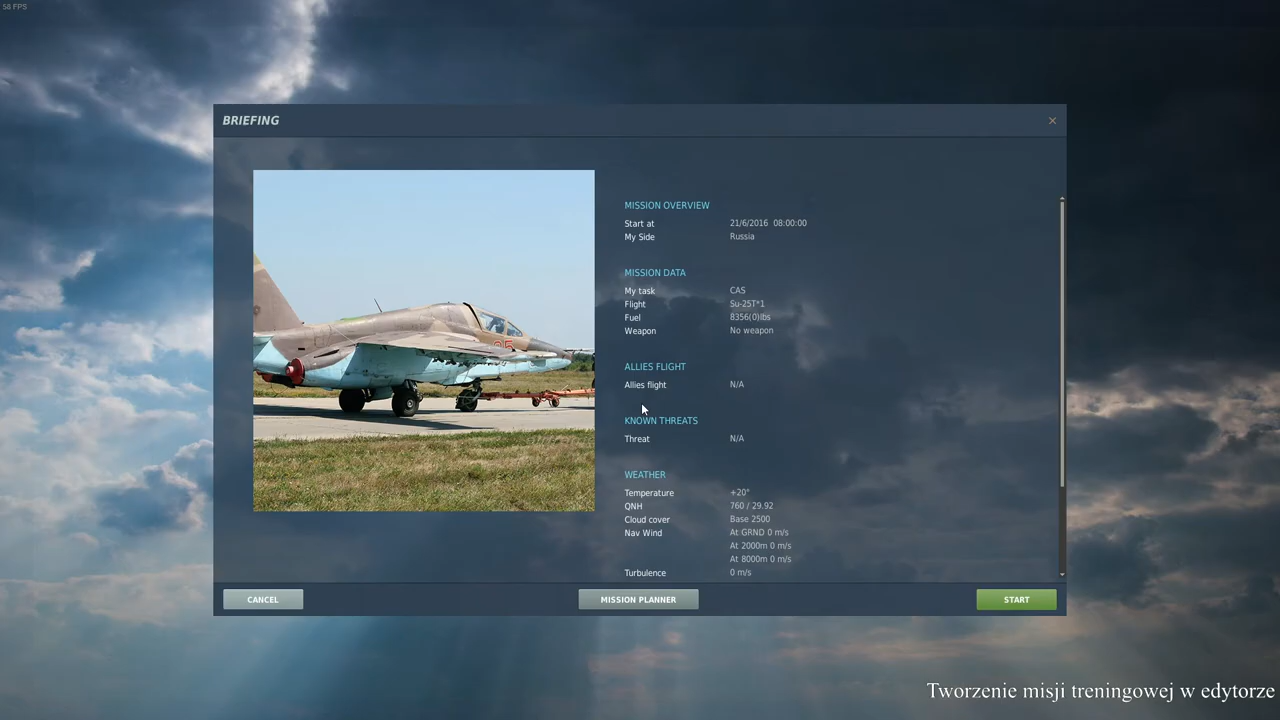 58 FPS
BRIEFING
MISSION OVERVIEW
Start at 21/6/2016 08:00:00
My Side Russia
MISSION DATA
My task CAS
Flight Su-25T*1
Fuel 8356(0)lbs
Weapon No weapon
ALLIES FLIGHT
Allies flight N/A
KNOWN THREATS
Threat N/A
WEATHER
Temperature +20°
QNH 760 / 29.92
Cloud cover Base 2500
Nav Wind At GRND 0 m/s
At 2000m 0 m/s
At 8000m 0 m/s
Turbulence 0 m/s
CANCEL
MISSION PLANNER
START
Tworzenie misji treningowej w edytorze